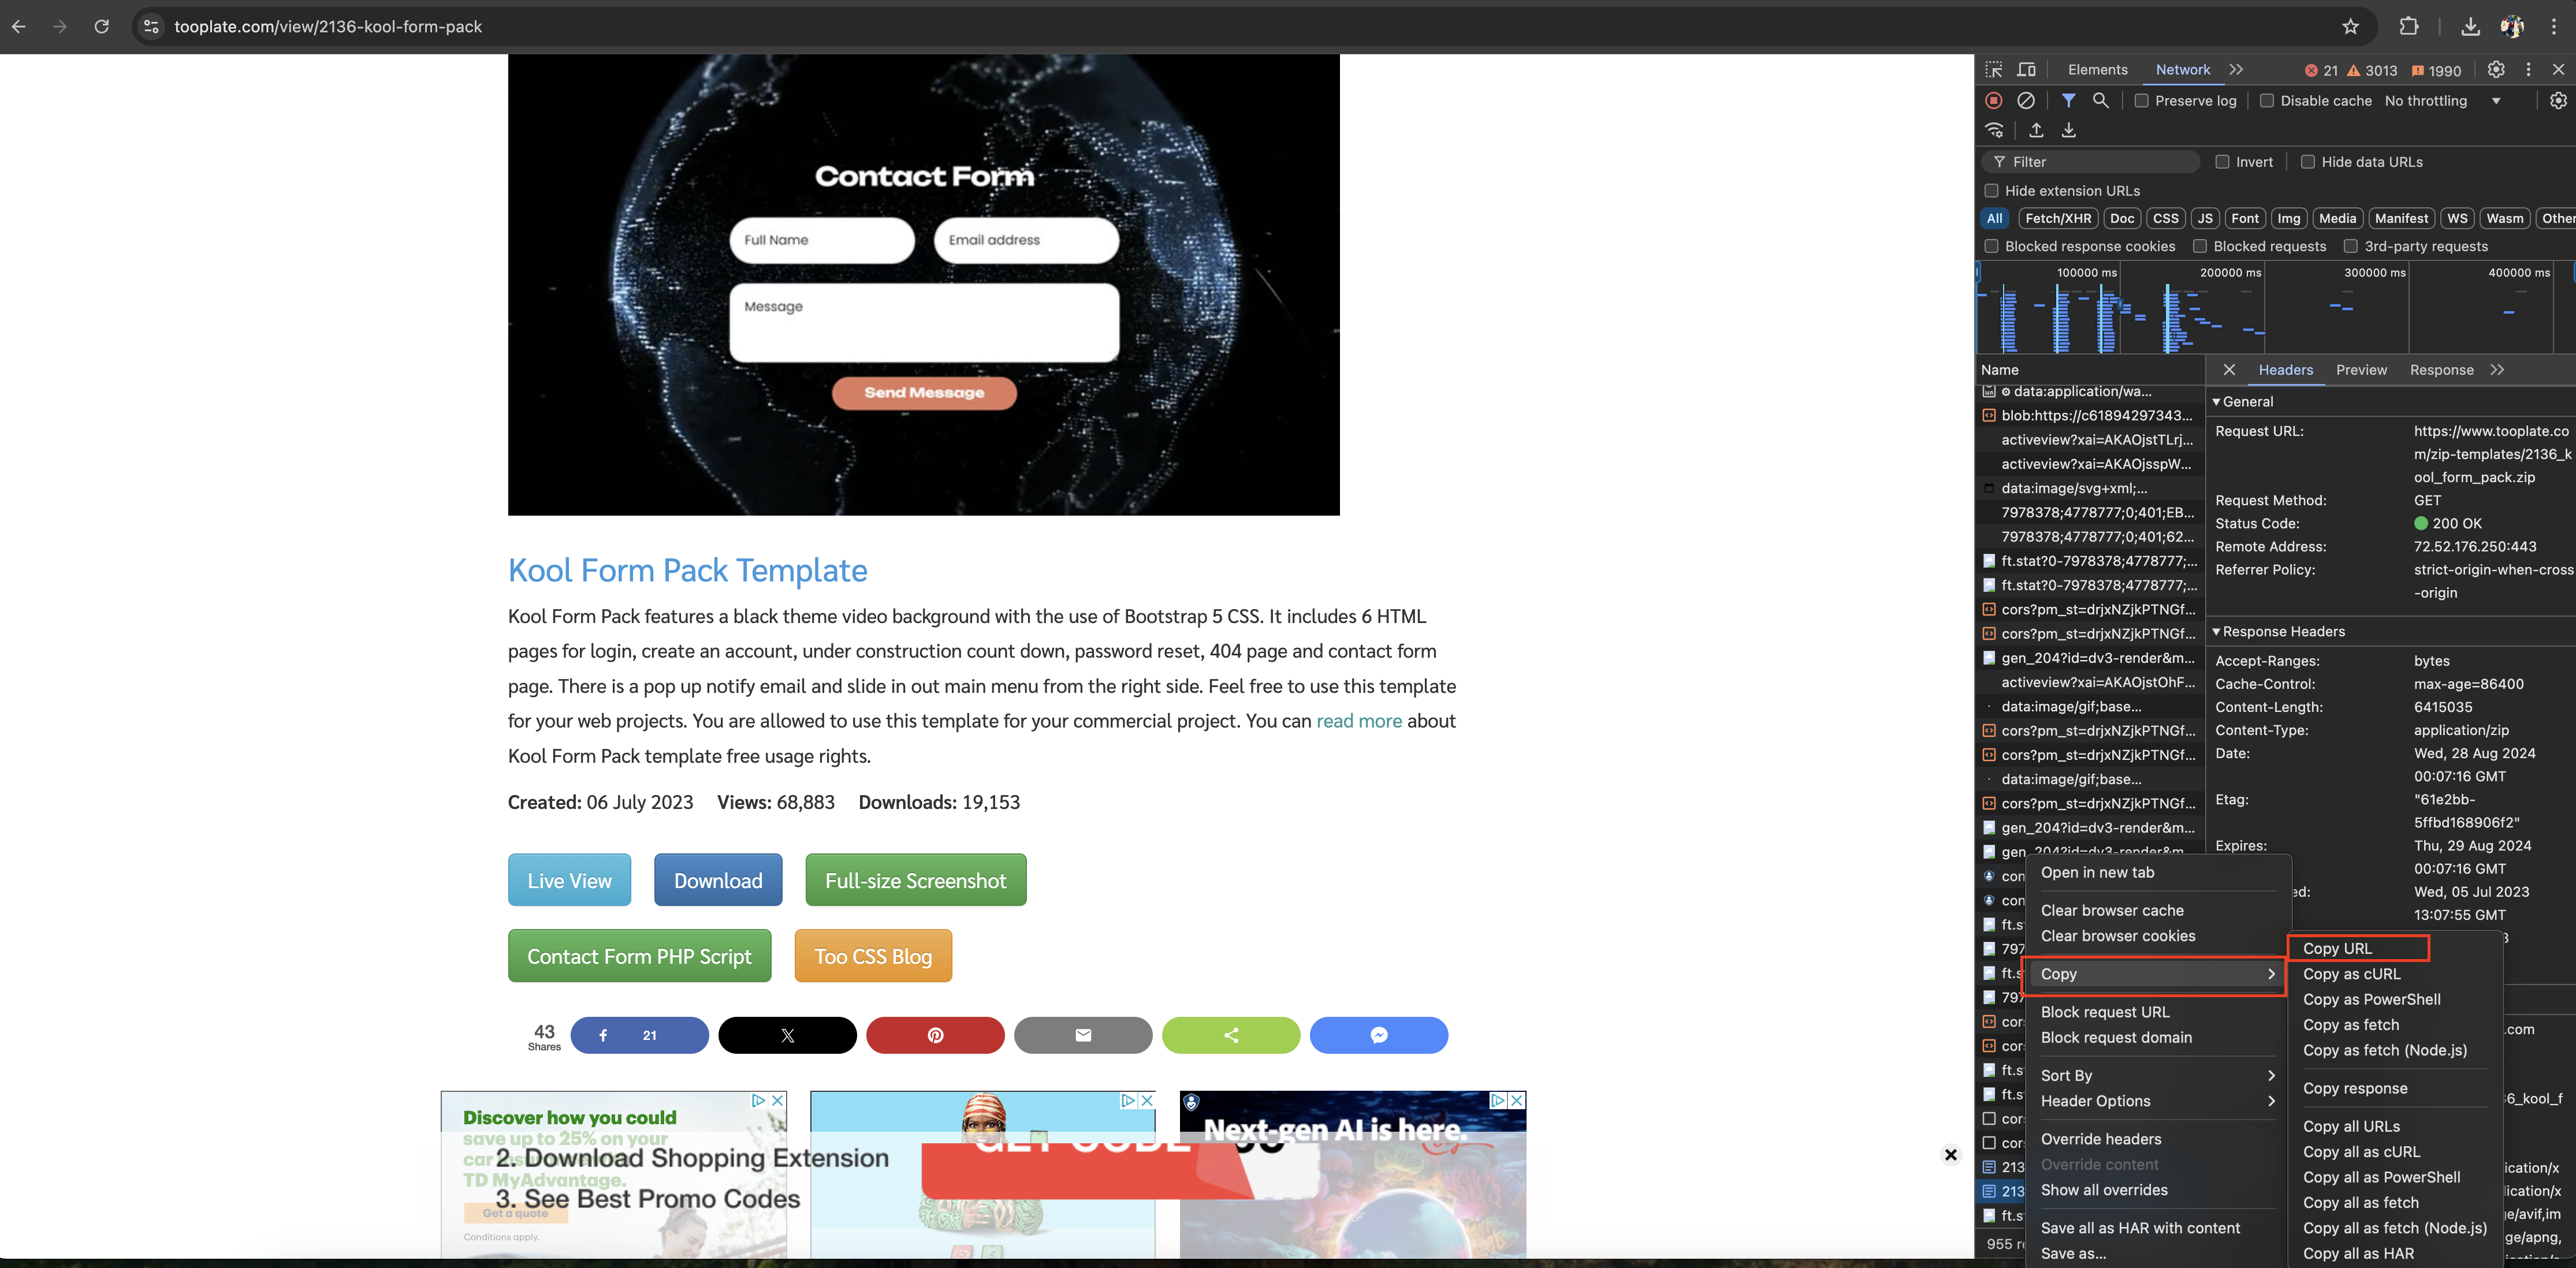 tooplate.com/view/2136-kool-form-pack
Contact Form
Full Name
Email address
Message
Send Message
Kool Form Pack Template
Kool Form Pack features a black theme video background with the use of Bootstrap 5 CSS. It includes 6 HTML
pages for login, create an account, under construction count down, password reset, 404 page and contact form
page. There is a pop up notify email and slide in out main menu from the right side. Feel free to use this template
for your web projects. You are allowed to use this template for your commercial project. You can read more about
Kool Form Pack template free usage rights.
Created: 06 July 2023 Views: 68,883 Downloads: 19,153
Live View
Download
Full-size Screenshot
Contact Form PHP Script
Too CSS Blog
43
Shares
21
Discover how you could
save up to 25% on your
TD MyAdvantage.
Get a quote
Conditions apply.
2. Download Shopping Extension
3. See Best Promo Codes
GET CODE
Next-gen AI is here.
Elements
Network
21
3013
1990
Preserve log
Disable cache
No throttling
Filter
Invert
Hide data URLs
Hide extension URLs
All
Fetch/XHR
Doc
CSS
JS
Font
Img
Media
Manifest
WS
Wasm
Other
Blocked response cookies
Blocked requests
3rd-party requests
100000 ms
200000 ms
300000 ms
400000 ms
Name
data:application/wa...
blob:https://c61894297343...
activeview?xai=AKAOjstTLrj...
activeview?xai=AKAOjsspW...
data:image/svg+xml;...
7978378;4778777;0;401;EB...
7978378;4778777;0;401;62...
ft.stat?0-7978378;4778777;...
ft.stat?0-7978378;4778777;...
cors?pm_st=drjxNZjkPTNGf...
cors?pm_st=drjxNZjkPTNGf...
gen_204?id=dv3-render&m...
activeview?xai=AKAOjstOhF...
data:image/gif;base...
cors?pm_st=drjxNZjkPTNGf...
cors?pm_st=drjxNZjkPTNGf...
data:image/gif;base...
cors?pm_st=drjxNZjkPTNGf...
gen_204?id=dv3-render&m...
gen_204?id=dv3-render&m...
con
con
ft.s
797
ft.s
797
cor
cor
ft.s
ft.s
cor
cor
213
213
ft.s
955 re
Headers
Preview
Response
General
Request URL: https://www.tooplate.co
m/zip-templates/2136_k
ool_form_pack.zip
Request Method: GET
Status Code: 200 OK
Remote Address: 72.52.176.250:443
Referrer Policy: strict-origin-when-cross
-origin
Response Headers
Accept-Ranges: bytes
Cache-Control: max-age=86400
Content-Length: 6415035
Content-Type: application/zip
Date: Wed, 28 Aug 2024
00:07:16 GMT
Etag: "61e2bb-
5ffbd168906f2"
Expires: Thu, 29 Aug 2024
00:07:16 GMT
ed: Wed, 05 Jul 2023
13:07:55 GMT
.com
6_kool_f
ication/x
lication/x
e/avif,im
ge/apng,
Open in new tab
Clear browser cache
Clear browser cookies
Copy
Block request URL
Block request domain
Sort By
Header Options
Override headers
Override content
Show all overrides
Save all as HAR with content
Save as...
Copy URL
Copy as cURL
Copy as PowerShell
Copy as fetch
Copy as fetch (Node.js)
Copy response
Copy all URLs
Copy all as cURL
Copy all as PowerShell
Copy all as fetch
Copy all as fetch (Node.js)
Copy all as HAR